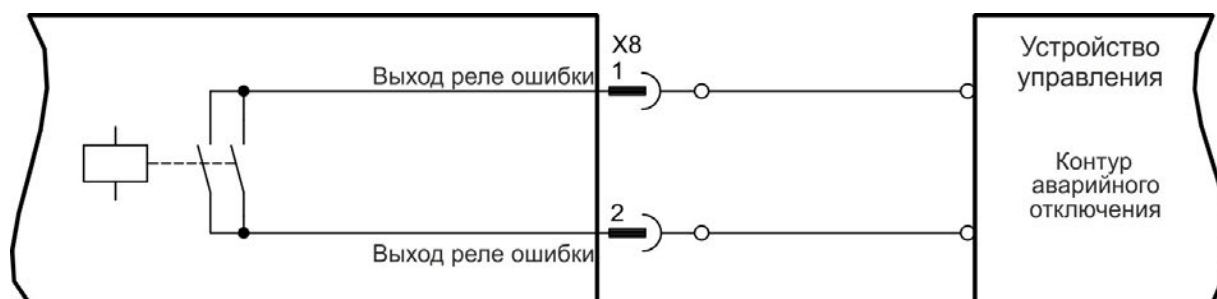 X8
Выход реле ошибки
1
2
Выход реле ошибки
Устройство
управления
Контур
аварийного
отключения